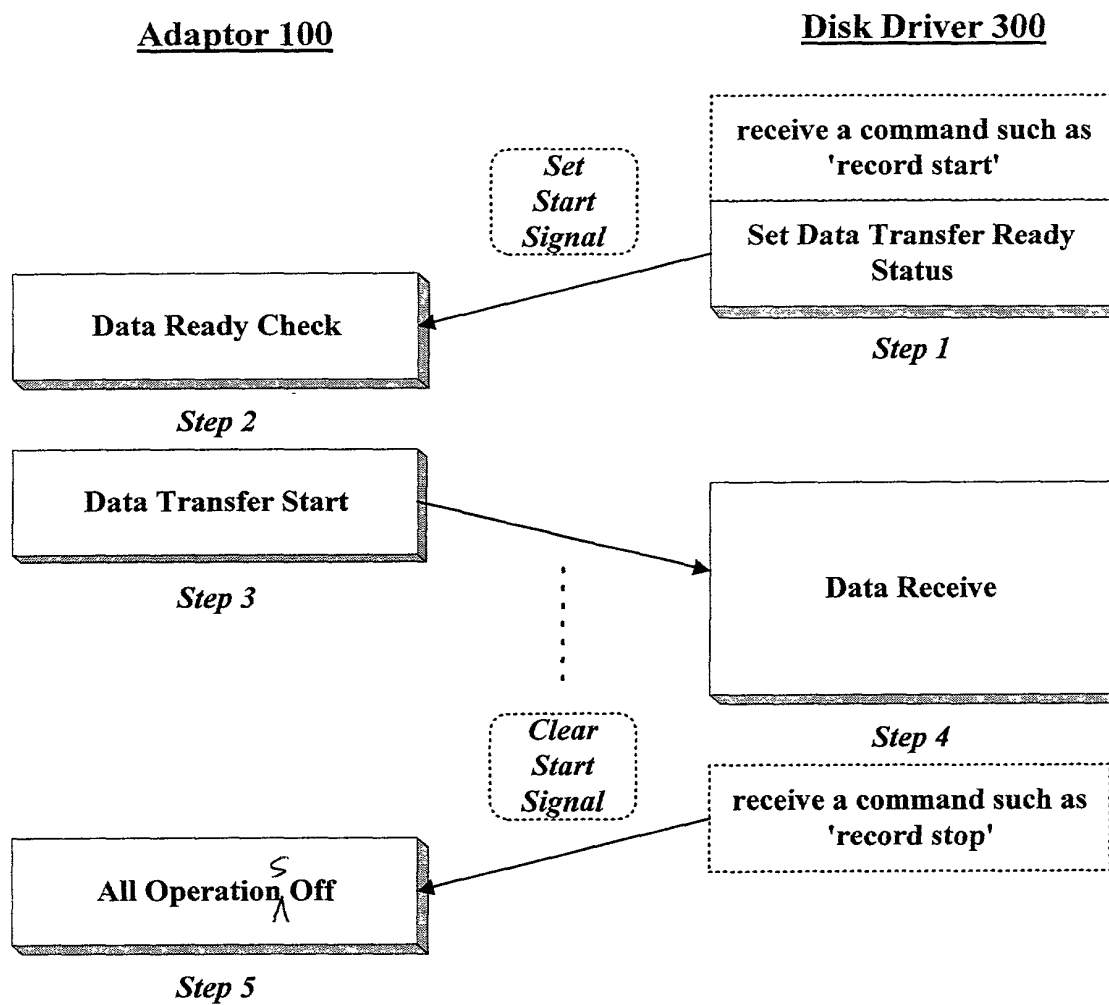 Adaptor 100
Disk Driver 300
receive a command such as
'record start'
Set
Start
Signal
Set Data Transfer Ready
Status
Step 1
Data Ready Check
Step 2
Data Transfer Start
Step 3
Data Receive
Step 4
Clear
Start
Signal
receive a command such as
'record stop'
All Operations Off
Step 5